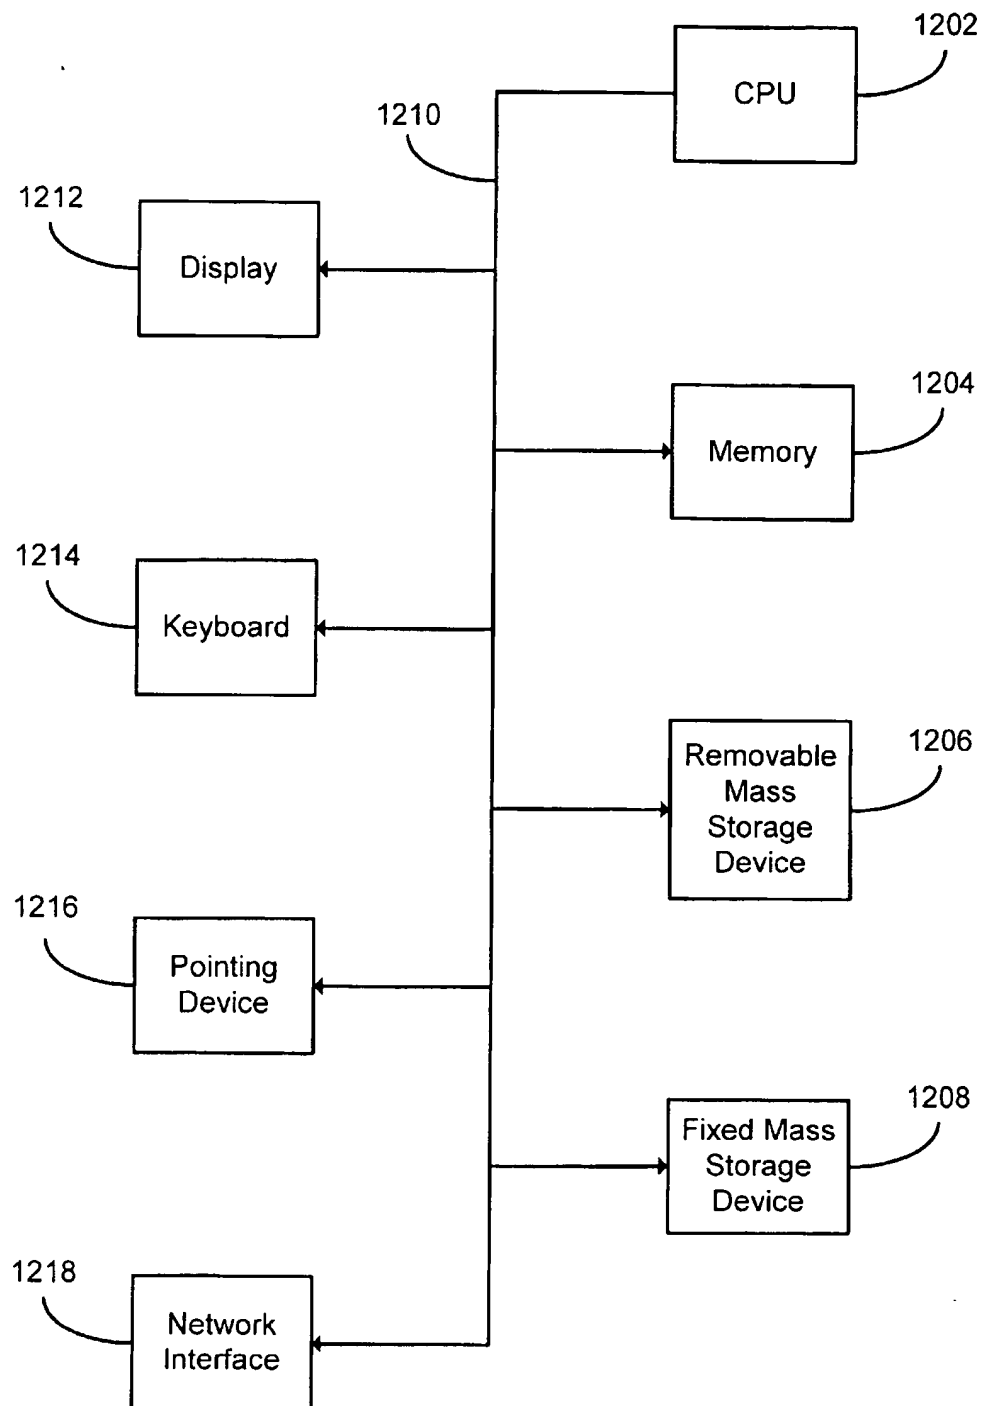 1202
CPU
1210
1212
Display
1204
Memory
1214
Keyboard
1206
Removable
Mass
Storage
Device
1216
Pointing
Device
1208
Fixed Mass
Storage
Device
1218
Network
Interface